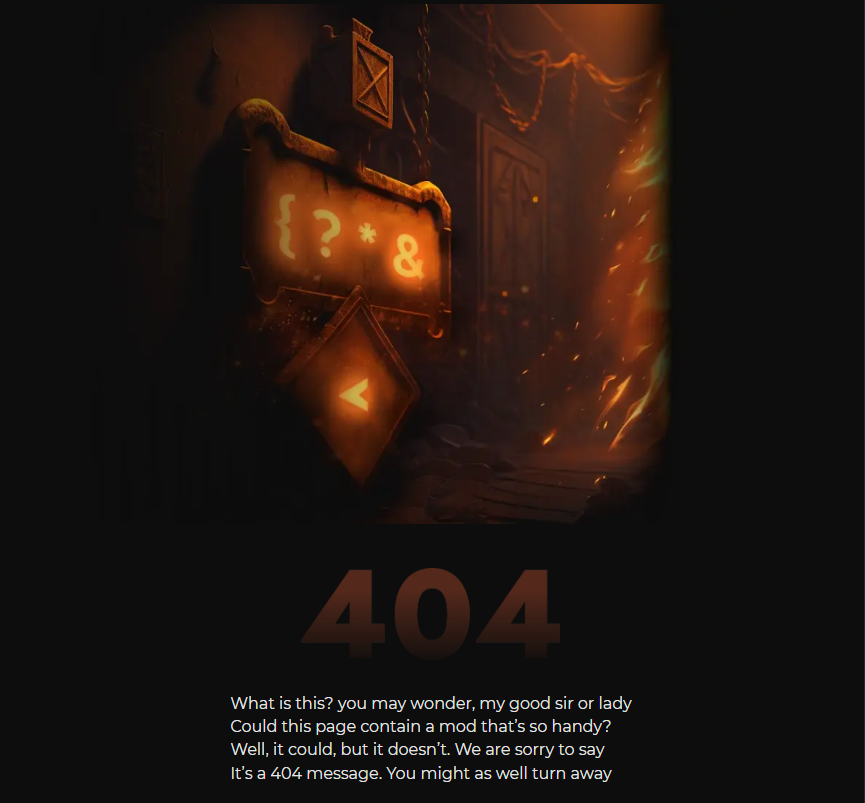 {?*&
<
404
What is this? you may wonder, my good sir or lady
Could this page contain a mod that's so handy?
Well, it could, but it doesn't. We are sorry to say
It's a 404 message. You might as well turn away